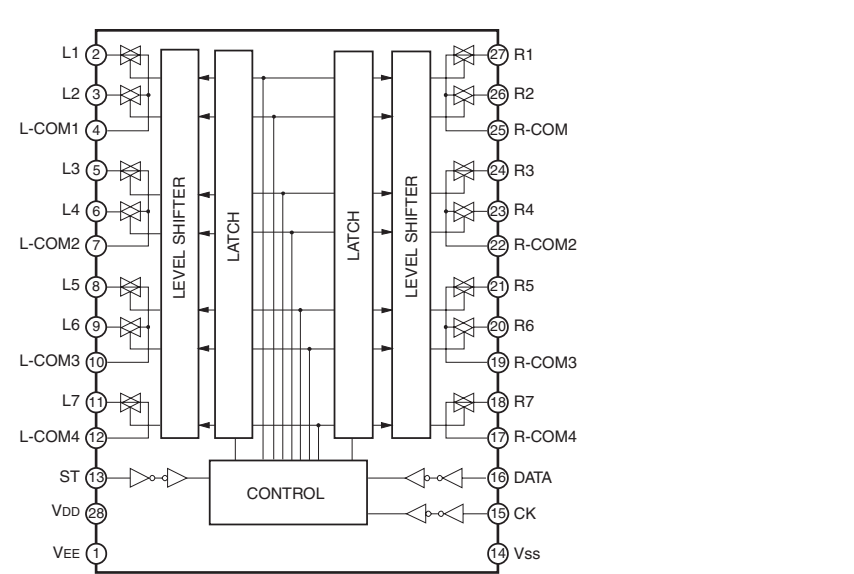 L1 2 27 R1
L2 3 26 R2
L-COM1 4 25 R-COM
L3 5 24 R3
L4 6 23 R4
L-COM2 7 22 R-COM2
L5 8 21 R5
L6 9 20 R6
L-COM3 10 19 R-COM3
L7 11 18 R7
L-COM4 12 17 R-COM4
LEVEL SHIFTER
LATCH
LATCH
LEVEL SHIFTER
ST 13 16 DATA
CONTROL
VDD 28 15 CK
VEE 1 14 Vss